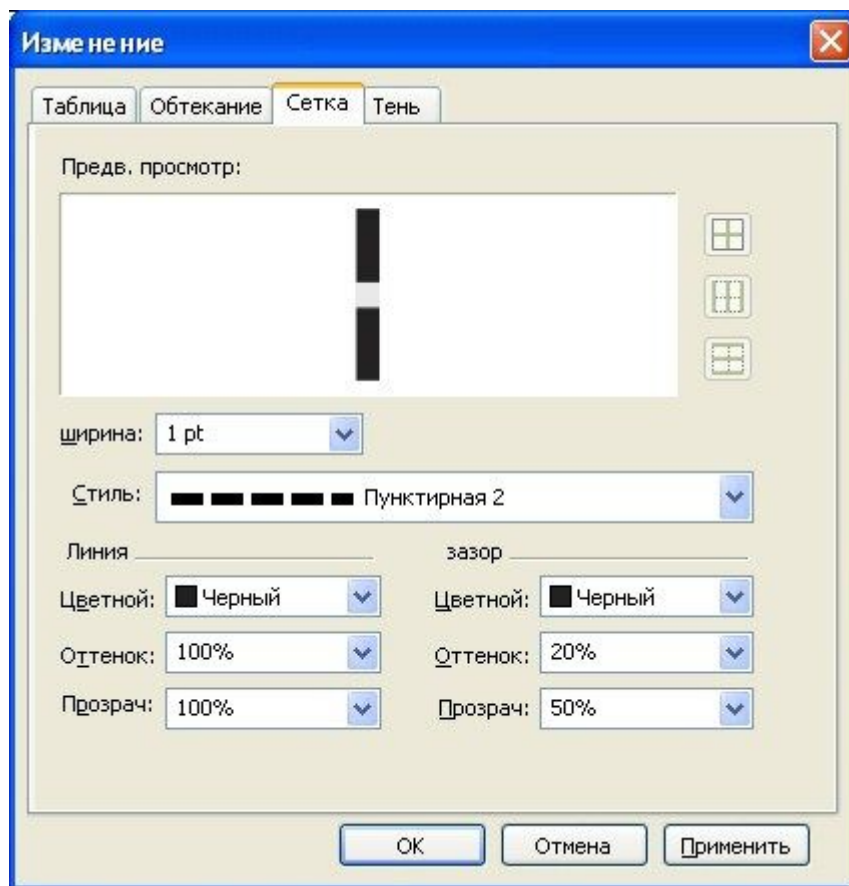 Изменение
Таблица Обтекание Сетка Тень
Предв. просмотр:
ширина: 1 pt
Стиль: Пунктирная 2
Линия зазор
Цветной: Черный Цветной: Черный
Оттенок: 100% Оттенок: 20%
Прозрач: 100% Прозрач: 50%
OK Отмена Применить